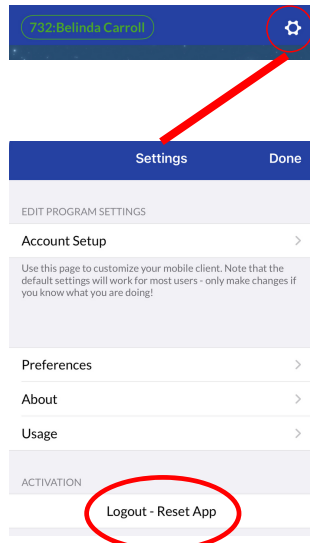 732:Belinda Carroll
Settings
Done
EDIT PROGRAM SETTINGS
Account Setup
Use this page to customize your mobile client. Note that the
default settings will work for most users - only make changes if
you know what you are doing!
Preferences
About
Usage
ACTIVATION
Logout - Reset App